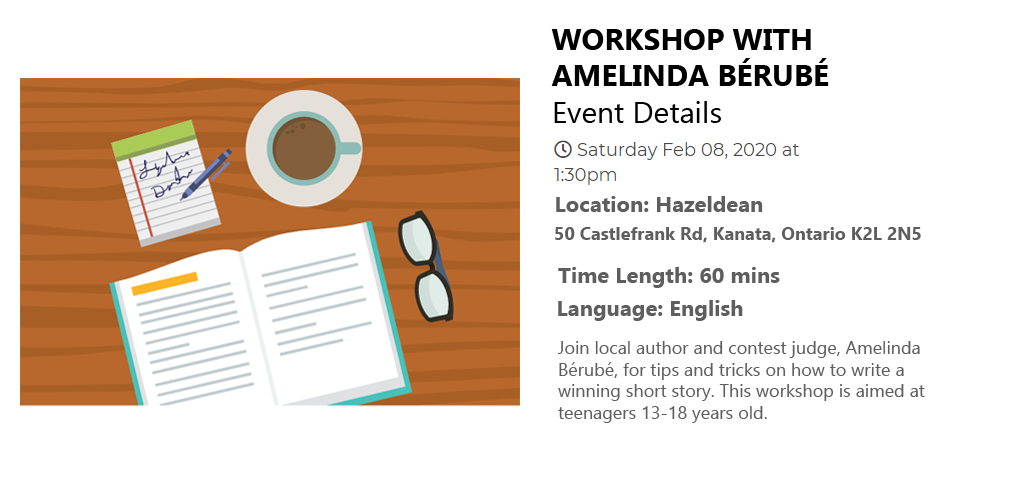 WORKSHOP WITH
AMELINDA BÉRUBÉ
Event Details
Saturday Feb 08, 2020 at
1:30pm
Location: Hazeldean
50 Castlefrank Rd, Kanata, Ontario K2L 2N5
Time Length: 60 mins
Language: English
Join local author and contest judge, Amelinda
Bérubé, for tips and tricks on how to write a
winning short story. This workshop is aimed at
teenagers 13-18 years old.